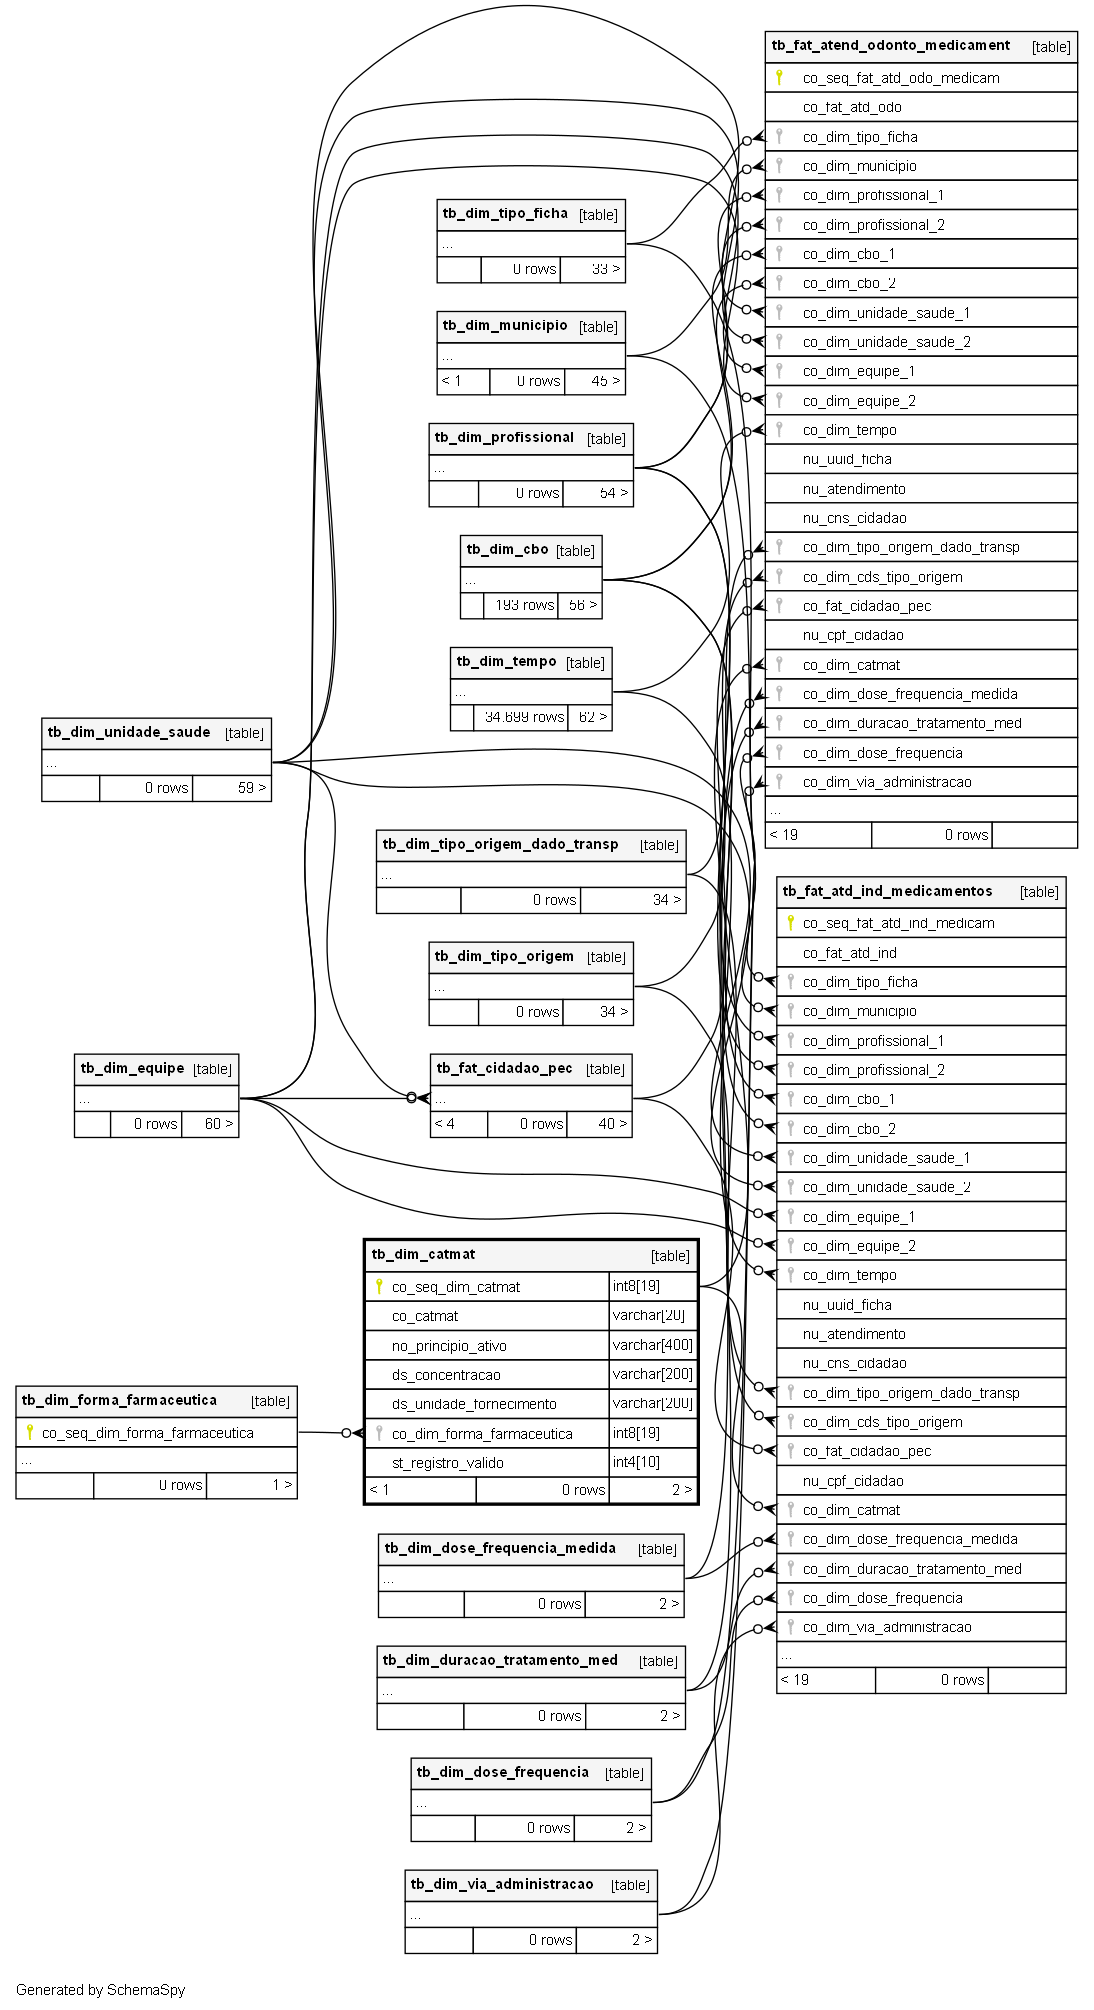 tb_fat_atend_odonto_medicament [table]
co_seq_fat_atd_odo_medicam
co_fat_atd_odo
co_dim_tipo_ficha
co_dim_municipio
co_dim_profissional_1
co_dim_profissional_2
co_dim_cbo_1
co_dim_cbo_2
co_dim_unidade_saude_1
co_dim_unidade_saude_2
co_dim_equipe_1
co_dim_equipe_2
co_dim_tempo
nu_uuid_ficha
nu_atendimento
nu_cns_cidadao
co_dim_tipo_origem_dado_transp
co_dim_cds_tipo_origem
co_fat_cidadao_pec
nu_cpf_cidadao
co_dim_catmat
co_dim_dose_frequencia_medida
co_dim_duracao_tratamento_med
co_dim_dose_frequencia
co_dim_via_administracao
...
< 19 0 rows
tb_dim_tipo_ficha [table]
...
0 rows 33 >
tb_dim_municipio [table]
...
< 1 0 rows 45 >
tb_dim_profissional [table]
...
0 rows 54 >
tb_dim_cbo [table]
...
193 rows 56 >
tb_dim_tempo [table]
...
34.699 rows 62 >
tb_dim_unidade_saude [table]
...
0 rows 59 >
tb_dim_tipo_origem_dado_transp [table]
...
0 rows 34 >
tb_dim_tipo_origem [table]
...
0 rows 34 >
tb_dim_equipe [table]
...
0 rows 60 >
tb_fat_cidadao_pec [table]
...
< 4 0 rows 40 >
tb_fat_atd_ind_medicamentos [table]
co_seq_fat_atd_ind_medicam
co_fat_atd_ind
co_dim_tipo_ficha
co_dim_municipio
co_dim_profissional_1
co_dim_profissional_2
co_dim_cbo_1
co_dim_cbo_2
co_dim_unidade_saude_1
co_dim_unidade_saude_2
co_dim_equipe_1
co_dim_equipe_2
co_dim_tempo
nu_uuid_ficha
nu_atendimento
nu_cns_cidadao
co_dim_tipo_origem_dado_transp
co_dim_cds_tipo_origem
co_fat_cidadao_pec
nu_cpf_cidadao
co_dim_catmat
co_dim_dose_frequencia_medida
co_dim_duracao_tratamento_med
co_dim_dose_frequencia
co_dim_via_administracao
...
< 19 0 rows
tb_dim_catmat [table]
co_seq_dim_catmat int8[19]
co_catmat varchar[20]
no_principio_ativo varchar[400]
ds_concentracao varchar[200]
ds_unidade_fornecimento varchar[200]
co_dim_forma_farmaceutica int8[19]
st_registro_valido int4[10]
< 1 0 rows 2 >
tb_dim_forma_farmaceutica [table]
co_seq_dim_forma_farmaceutica
...
0 rows 1 >
tb_dim_dose_frequencia_medida [table]
...
0 rows 2 >
tb_dim_duracao_tratamento_med [table]
...
0 rows 2 >
tb_dim_dose_frequencia [table]
...
0 rows 2 >
tb_dim_via_administracao [table]
...
0 rows 2 >
Generated by SchemaSpy